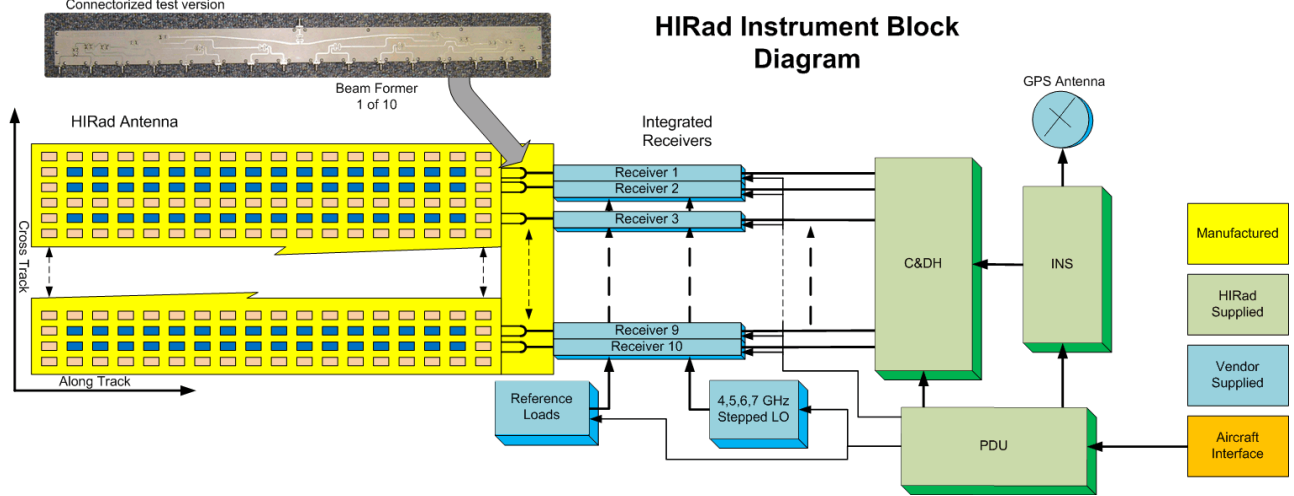 Connectorized test version
HIRad Instrument Block
Diagram
Beam Former
1 of 10
GPS Antenna
HIRad Antenna
Integrated
Receivers
Receiver 1
Receiver 2
Receiver 3
Cross Track
C&DH
INS
Manufactured
HIRad
Supplied
Receiver 9
Receiver 10
Along Track
Vendor
Supplied
Reference
Loads
4,5,6,7 GHz
Stepped LO
PDU
Aircraft
Interface